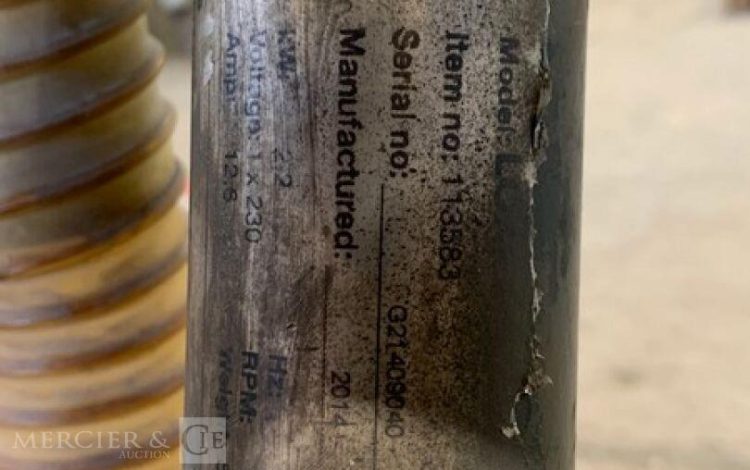 Model: L
Item no: 113583
Serial no: G21409040
Manufactured: 2014
kW: 2.2 Hz:
Voltage: 1 x 230 RPM:
Amp: 12.6
MERCIER & CIE
AUCTION